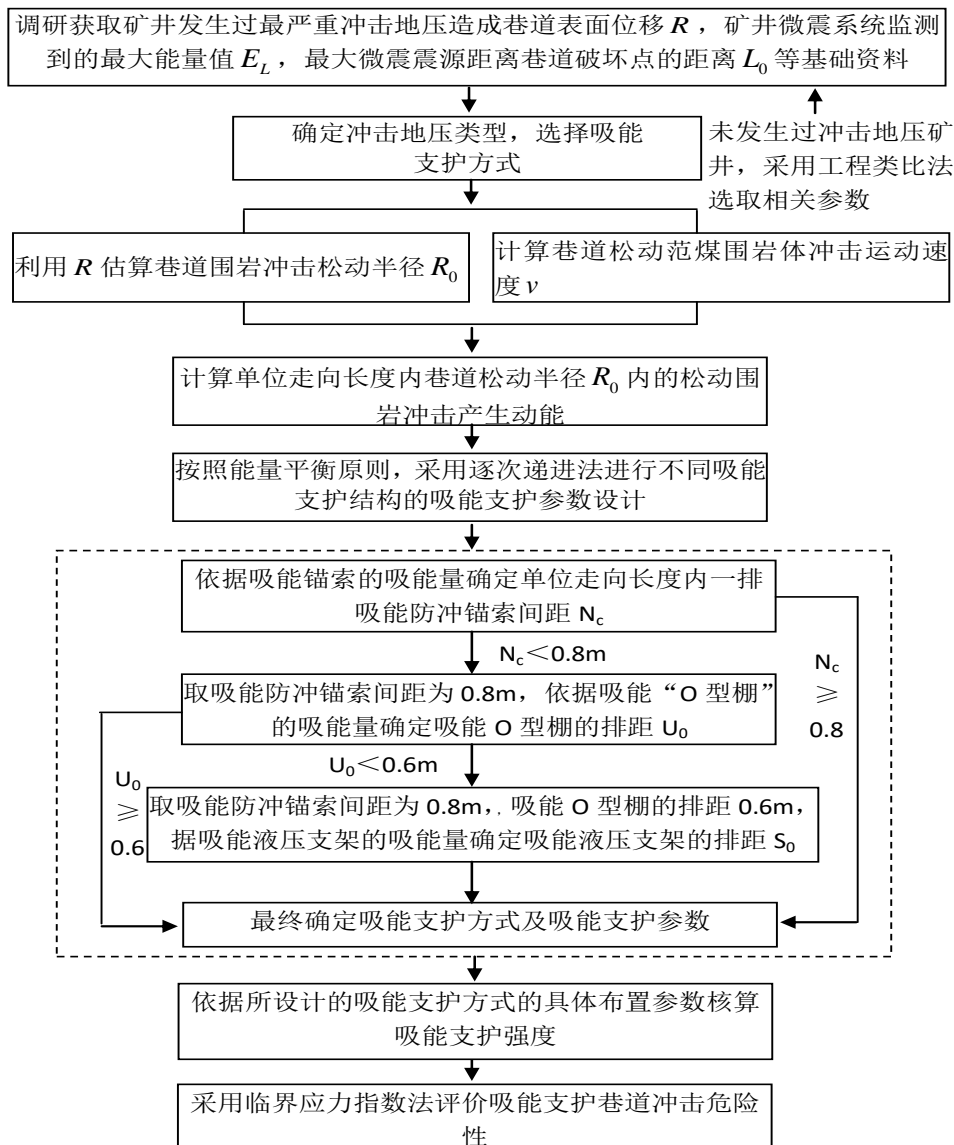 调研获取矿井发生过最严重冲击地压造成巷道表面位移 R ，矿井微震系统监测
到的最大能量值 E_L ，最大微震震源距离巷道破坏点的距离 L_0 等基础资料
确定冲击地压类型，选择吸能
支护方式
未发生过冲击地压矿
井，采用工程类比法
选取相关参数
利用 R 估算巷道围岩冲击松动半径 R_0
计算巷道松动范煤围岩体冲击运动速
度 v
计算单位走向长度内巷道松动半径 R_0 内的松动围
岩冲击产生动能
按照能量平衡原则，采用逐次递进法进行不同吸能
支护结构的吸能支护参数设计
依据吸能锚索的吸能量确定单位走向长度内一排
吸能防冲锚索间距 N_c
N_c＜0.8m
N_c
≥
0.8
取吸能防冲锚索间距为 0.8m，依据吸能“O 型棚”
的吸能量确定吸能 O 型棚的排距 U_0
U_0＜0.6m
U_0
≥
0.6
取吸能防冲锚索间距为 0.8m，吸能 O 型棚的排距 0.6m，
据吸能液压支架的吸能量确定吸能液压支架的排距 S_0
最终确定吸能支护方式及吸能支护参数
依据所设计的吸能支护方式的具体布置参数核算
吸能支护强度
采用临界应力指数法评价吸能支护巷道冲击危险
性